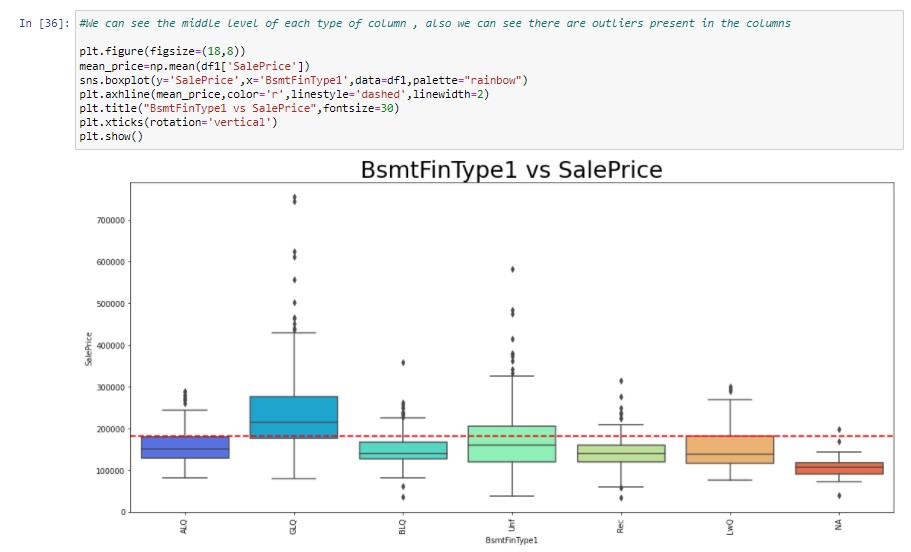 In [36]: #We can see the middle level of each type of column , also we can see there are outliers present in the columns
plt.figure(figsize=(18,8))
mean_price=np.mean(df1['SalePrice'])
sns.boxplot(y='SalePrice',x='BsmtFinType1',data=df1,palette="rainbow")
plt.axhline(mean_price,color='r',linestyle='dashed',linewidth=2)
plt.title("BsmtFinType1 vs SalePrice",fontsize=30)
plt.xticks(rotation='vertical')
plt.show()
BsmtFinType1 vs SalePrice
700000
600000
500000
400000
300000
200000
100000
0
SalePrice
ALQ
GLQ
BLQ
Unf
Rec
LwQ
NA
BsmtFinType1